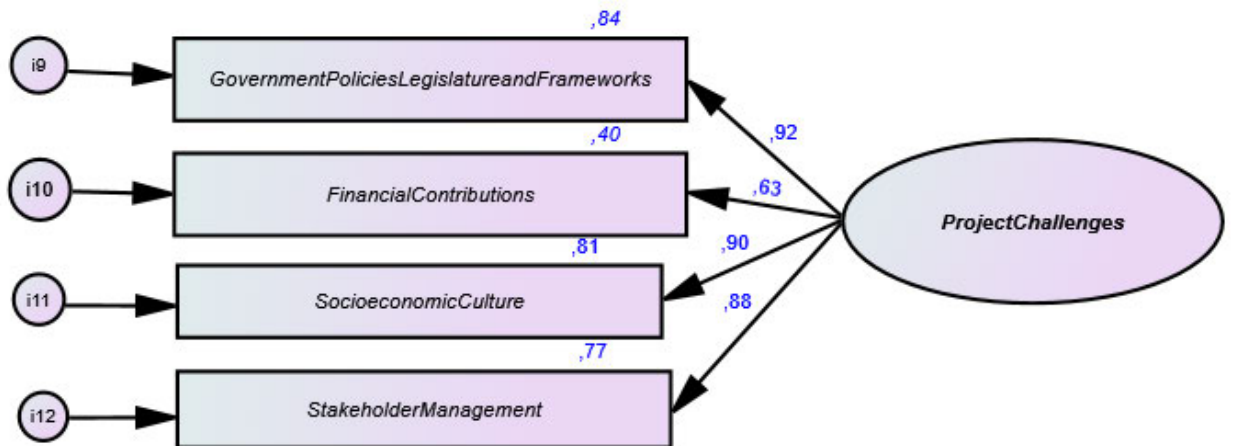 ,84
i9
GovernmentPoliciesLegislatureandFrameworks
,92
,40
i10
FinancialContributions
,63
ProjectChallenges
,81
,90
i11
SocioeconomicCulture
,88
,77
i12
StakeholderManagement